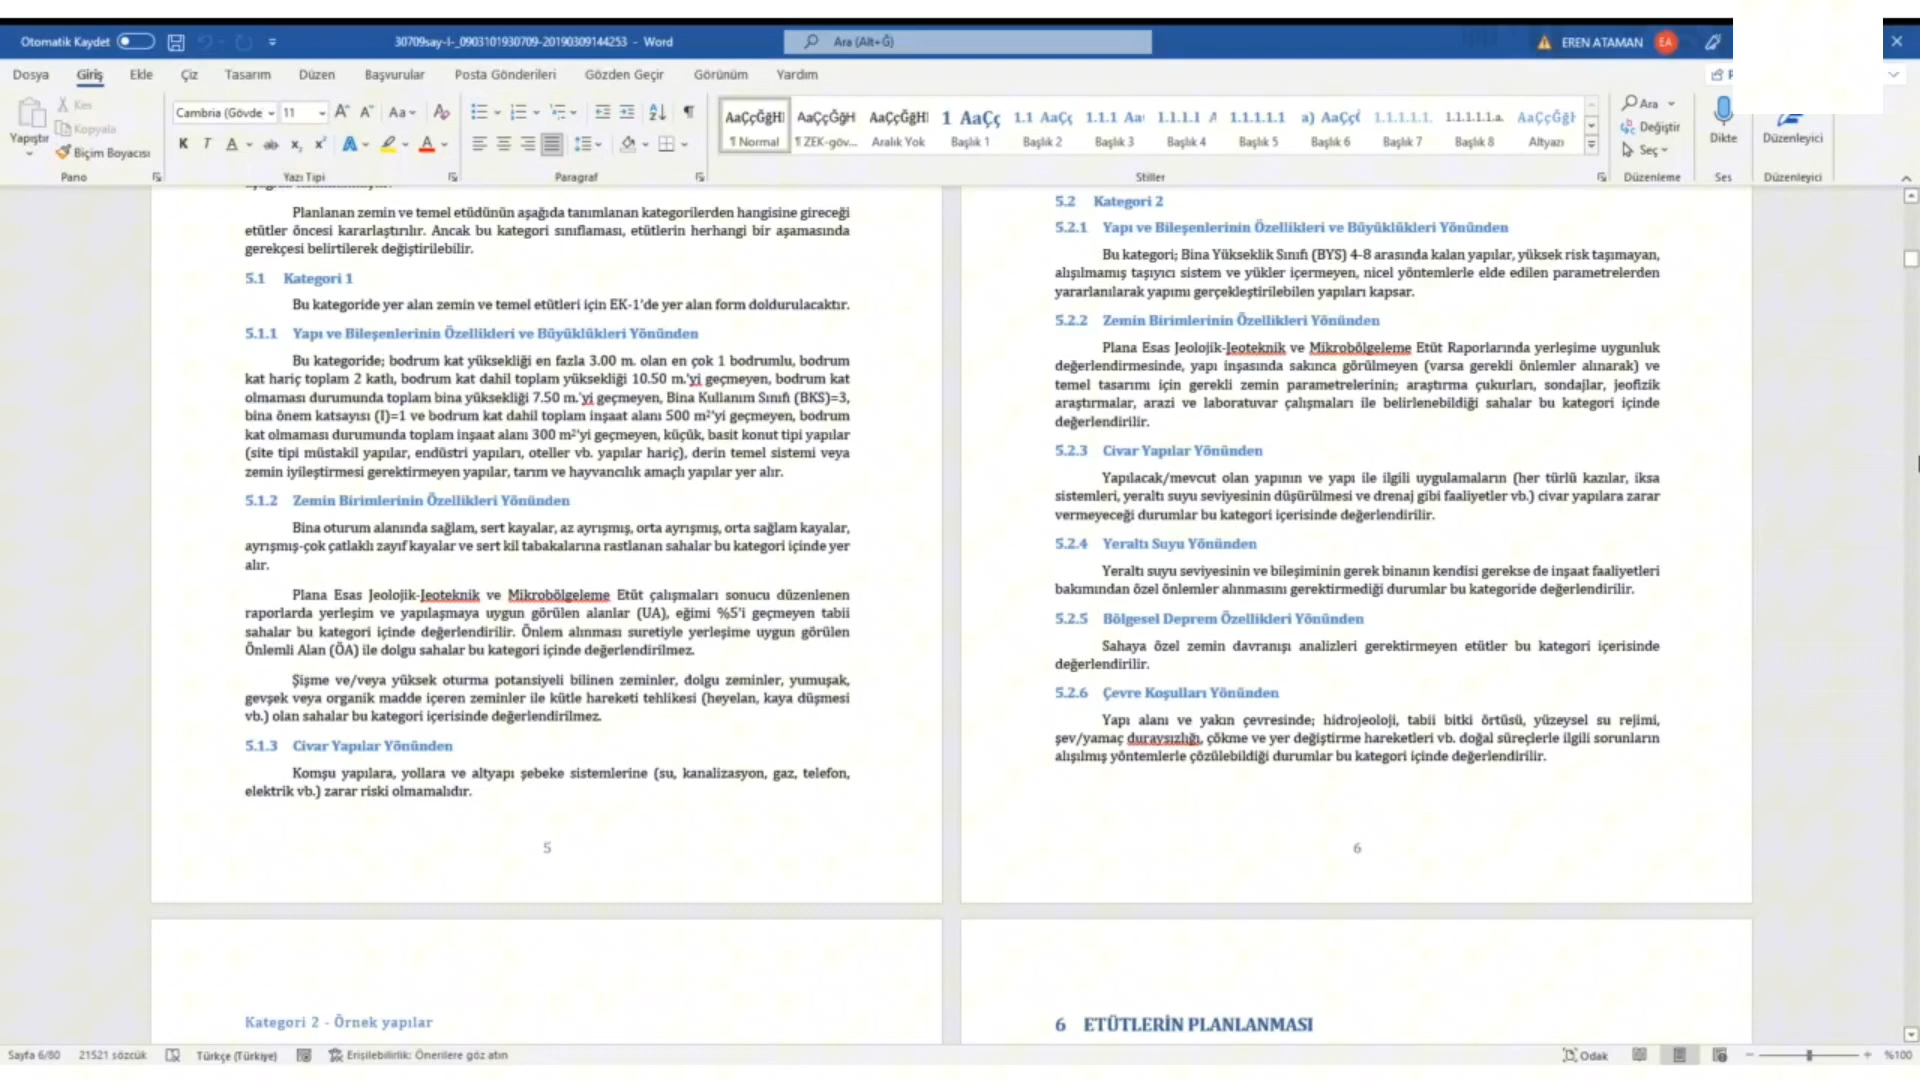 Otomatik Kaydet
30709say-I-_0903101930709-20190309144253 - Word
Ara (Alt+Ğ)
EREN ATAMAN
EA
Dosya Giriş Ekle Çiz Tasarım Düzen Başvurular Posta Gönderileri Gözden Geçir Görünüm Yardım
Yapıştır
Kes
Kopyala
Biçim Boyacısı
Pano
Cambria (Gövde
11
Aa
K T A ab x₂ x²
Yazı Tipi
Paragraf
AaÇçĞğHl AaÇçĞğH AaÇçĞğHl 1 AaÇç 1.1 AaÇç 1.1.1 Aa 1.1.1.1 1.1.1.1.1 a) AaÇçĞ 1.1.1.1.1. 1.1.1.1.1.a. AaÇçĞğH
¶ Normal ¶ ZEK-göv... Aralık Yok Başlık 1 Başlık 2 Başlık 3 Başlık 4 Başlık 5 Başlık 6 Başlık 7 Başlık 8 Altyazı
Stiller
Ara
Değiştir
Seç
Düzenleme
Dikte
Ses
Düzenleyici
Düzenleyici
Planlanan zemin ve temel etüdünün aşağıda tanımlanan kategorilerden hangisine gireceği
etütler öncesi kararlaştırılır. Ancak bu kategori sınıflaması, etütlerin herhangi bir aşamasında
gerekçesi belirtilerek değiştirilebilir.
5.1 Kategori 1
Bu kategoride yer alan zemin ve temel etütleri için EK-1'de yer alan form doldurulacaktır.
5.1.1 Yapı ve Bileşenlerinin Özellikleri ve Büyüklükleri Yönünden
Bu kategoride; bodrum kat yüksekliği en fazla 3.00 m. olan en çok 1 bodrumlu, bodrum
kat hariç toplam 2 katlı, bodrum kat dahil toplam yüksekliği 10.50 m.'yi geçmeyen, bodrum kat
olmaması durumunda toplam bina yüksekliği 7.50 m.'yi geçmeyen, Bina Kullanım Sınıfı (BKS)=3,
bina önem katsayısı (I)=1 ve bodrum kat dahil toplam inşaat alanı 500 m²'yi geçmeyen, bodrum
kat olmaması durumunda toplam inşaat alanı 300 m²'yi geçmeyen, küçük, basit konut tipi yapılar
(site tipi müstakil yapılar, endüstri yapıları, oteller vb. yapılar hariç), derin temel sistemi veya
zemin iyileştirmesi gerektirmeyen yapılar, tarım ve hayvancılık amaçlı yapılar yer alır.
5.1.2 Zemin Birimlerinin Özellikleri Yönünden
Bina oturum alanında sağlam, sert kayalar, az ayrışmış, orta ayrışmış, orta sağlam kayalar,
ayrışmış-çok çatlaklı zayıf kayalar ve sert kil tabakalarına rastlanan sahalar bu kategori içinde yer
alır.
Plana Esas Jeolojik-Jeoteknik ve Mikrobölgeleme Etüt çalışmaları sonucu düzenlenen
raporlarda yerleşim ve yapılaşmaya uygun görülen alanlar (UA), eğimi %5'i geçmeyen tabii
sahalar bu kategori içinde değerlendirilir. Önlem alınması suretiyle yerleşime uygun görülen
Önlemli Alan (ÖA) ile dolgu sahalar bu kategori içinde değerlendirilmez.
Şişme ve/veya yüksek oturma potansiyeli bilinen zeminler, dolgu zeminler, yumuşak,
gevşek veya organik madde içeren zeminler ile kütle hareketi tehlikesi (heyelan, kaya düşmesi
vb.) olan sahalar bu kategori içerisinde değerlendirilmez.
5.1.3 Civar Yapılar Yönünden
Komşu yapılara, yollara ve altyapı şebeke sistemlerine (su, kanalizasyon, gaz, telefon,
elektrik vb.) zarar riski olmamalıdır.
5
5.2 Kategori 2
5.2.1 Yapı ve Bileşenlerinin Özellikleri ve Büyüklükleri Yönünden
Bu kategori; Bina Yükseklik Sınıfı (BYS) 4-8 arasında kalan yapılar, yüksek risk taşımayan,
alışılmamış taşıyıcı sistem ve yükler içermeyen, nicel yöntemlerle elde edilen parametrelerden
yararlanılarak yapımı gerçekleştirilebilen yapıları kapsar.
5.2.2 Zemin Birimlerinin Özellikleri Yönünden
Plana Esas Jeolojik-Jeoteknik ve Mikrobölgeleme Etüt Raporlarında yerleşime uygunluk
değerlendirmesinde, yapı inşasında sakınca görülmeyen (varsa gerekli önlemler alınarak) ve
temel tasarımı için gerekli zemin parametrelerinin; araştırma çukurları, sondajlar, jeofizik
araştırmalar, arazi ve laboratuvar çalışmaları ile belirlenebildiği sahalar bu kategori içinde
değerlendirilir.
5.2.3 Civar Yapılar Yönünden
Yapılacak/mevcut olan yapının ve yapı ile ilgili uygulamaların (her türlü kazılar, iksa
sistemleri, yeraltı suyu seviyesinin düşürülmesi ve drenaj gibi faaliyetler vb.) civar yapılara zarar
vermeyeceği durumlar bu kategori içerisinde değerlendirilir.
5.2.4 Yeraltı Suyu Yönünden
Yeraltı suyu seviyesinin ve bileşiminin gerek binanın kendisi gerekse de inşaat faaliyetleri
bakımından özel önlemler alınmasını gerektirmediği durumlar bu kategoride değerlendirilir.
5.2.5 Bölgesel Deprem Özellikleri Yönünden
Sahaya özel zemin davranışı analizleri gerektirmeyen etütler bu kategori içerisinde
değerlendirilir.
5.2.6 Çevre Koşulları Yönünden
Yapı alanı ve yakın çevresinde; hidrojeoloji, tabii bitki örtüsü, yüzeysel su rejimi,
şev/yamaç duraysızlığı, çökme ve yer değiştirme hareketleri vb. doğal süreçlerle ilgili sorunların
alışılmış yöntemlerle çözülebildiği durumlar bu kategori içinde değerlendirilir.
6
Kategori 2 - Örnek yapılar
6 ETÜTLERİN PLANLANMASI
Sayfa 6/80 21521 sözcük Türkçe (Türkiye) Erişilebilirlik: Önerilere göz atın
Odak
%100